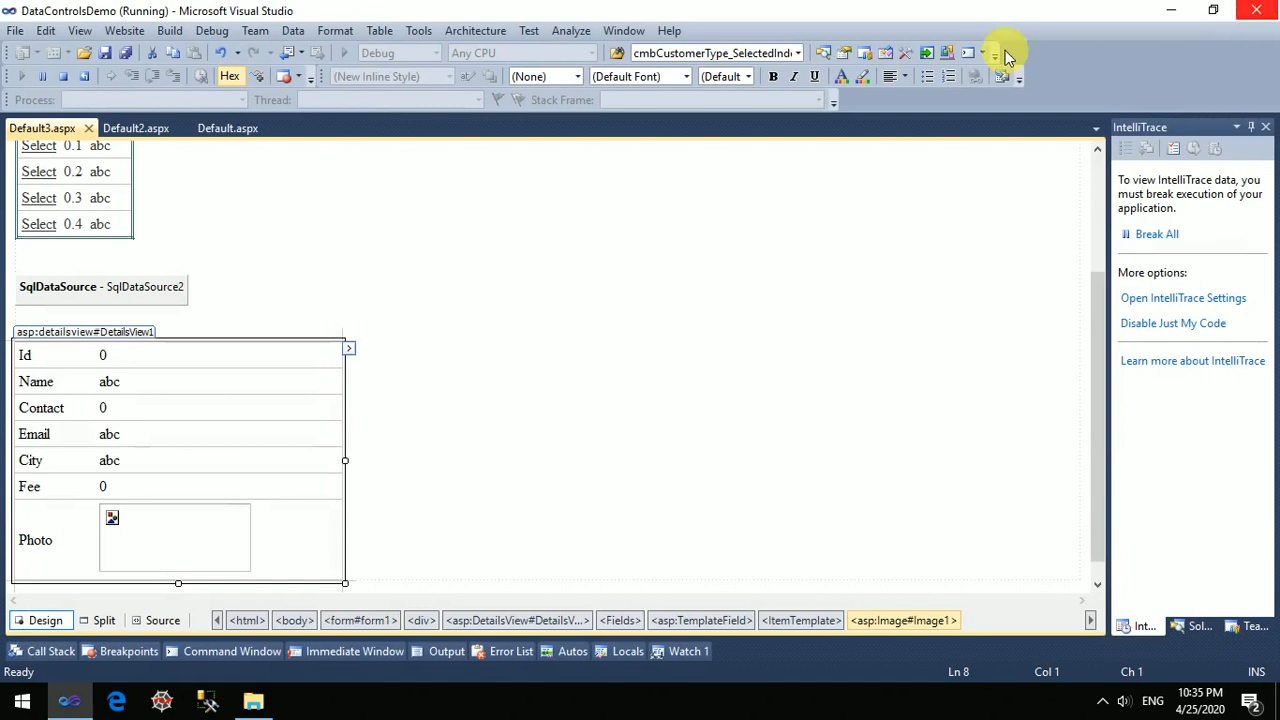 DataControlsDemo (Running) - Microsoft Visual Studio
File Edit View Website Build Debug Team Data Format Table Tools Architecture Test Analyze Window Help
Debug Any CPU cmbCustomerType_SelectedInd
Hex (New Inline Style) (None) (Default Font) (Default B I U A
Process: Thread: Stack Frame:
Default3.aspx Default2.aspx Default.aspx
Select 0.1 abc
Select 0.2 abc
Select 0.3 abc
Select 0.4 abc
SqlDataSource - SqlDataSource2
asp:detailsview#DetailsView1
Id 0
Name abc
Contact 0
Email abc
City abc
Fee 0
Photo
IntelliTrace
To view IntelliTrace data, you
must break execution of your
application.
Break All
More options:
Open IntelliTrace Settings
Disable Just My Code
Learn more about IntelliTrace
Int... Sol... Tea...
Design Split Source <html> <body> <form#form1> <div> <asp:DetailsView#DetailsV...> <Fields> <asp:TemplateField> <ItemTemplate> <asp:Image#Image1>
Call Stack Breakpoints Command Window Immediate Window Output Error List Autos Locals Watch 1
Ready Ln 8 Col 1 Ch 1 INS
ENG
10:35 PM
4/25/2020
2